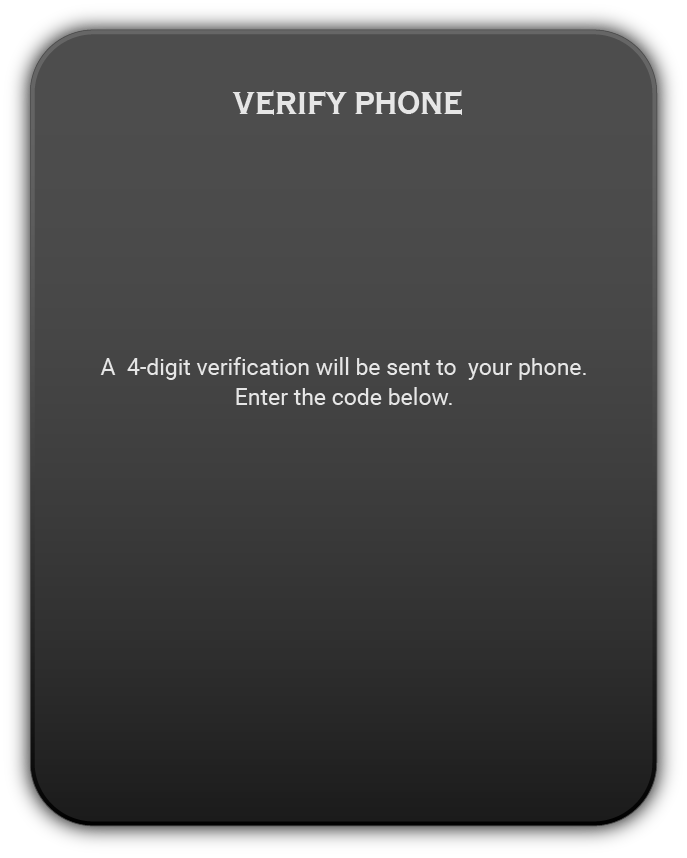 VERIFY PHONE
A 4-digit verification will be sent to your phone.
Enter the code below.